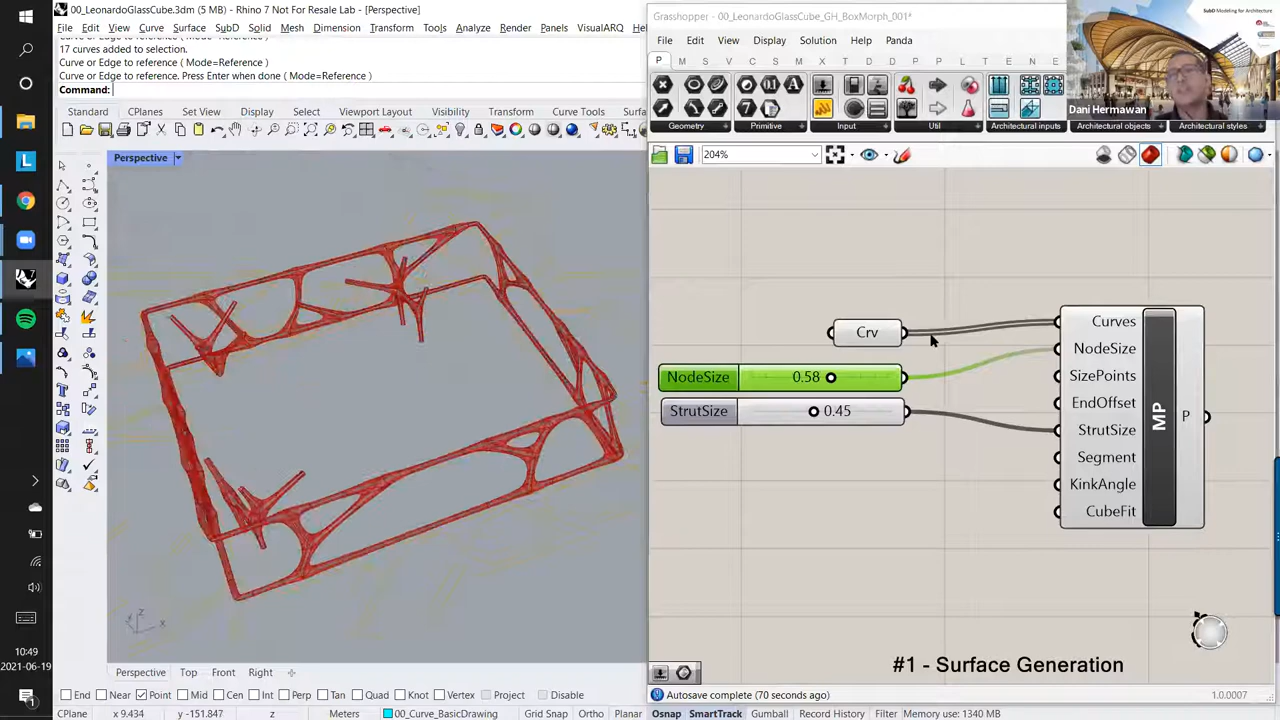 00_LeonardoGlassCube.3dm (5 MB) - Rhino 7 Not For Resale Lab - [Perspective]
File Edit View Curve Surface SubD Solid Mesh Dimension Transform Tools Analyze Render Panels VisualARQ
17 curves added to selection.
Curve or Edge to reference ( Mode=Reference )
Curve or Edge to reference. Press Enter when done ( Mode=Reference )
Command:
Standard CPlanes Set View Display Select Viewport Layout Visibility Transform Curve Tools
Perspective
z
x
Perspective Top Front Right
End Near Point Mid Cen Int Perp Tan Quad Knot Vertex Project Disable
CPlane x 9.434 y -151.847 z Meters 00_Curve_BasicDrawing Grid Snap Ortho Planar Osnap SmartTrack Gumball Record History Filter Memory use: 1340 MB
10:49
2021-06-19
Grasshopper - 00_LeonardoGlassCube_GH_BoxMorph_001*
File Edit View Display Solution Help Panda
P M S V C S M I D T
Geometry Primitive Input Util Architectural inputs Architectural objects Architectural styles
204%
Crv
NodeSize 0.58
StrutSize 0.45
Curves
NodeSize
SizePoints
EndOffset
StrutSize
Segment
KinkAngle
CubeFit
MP
P
#1 - Surface Generation
Autosave complete (70 seconds ago)
1.0.0007
SubD Modeling for Architecture
Dani Hermawan